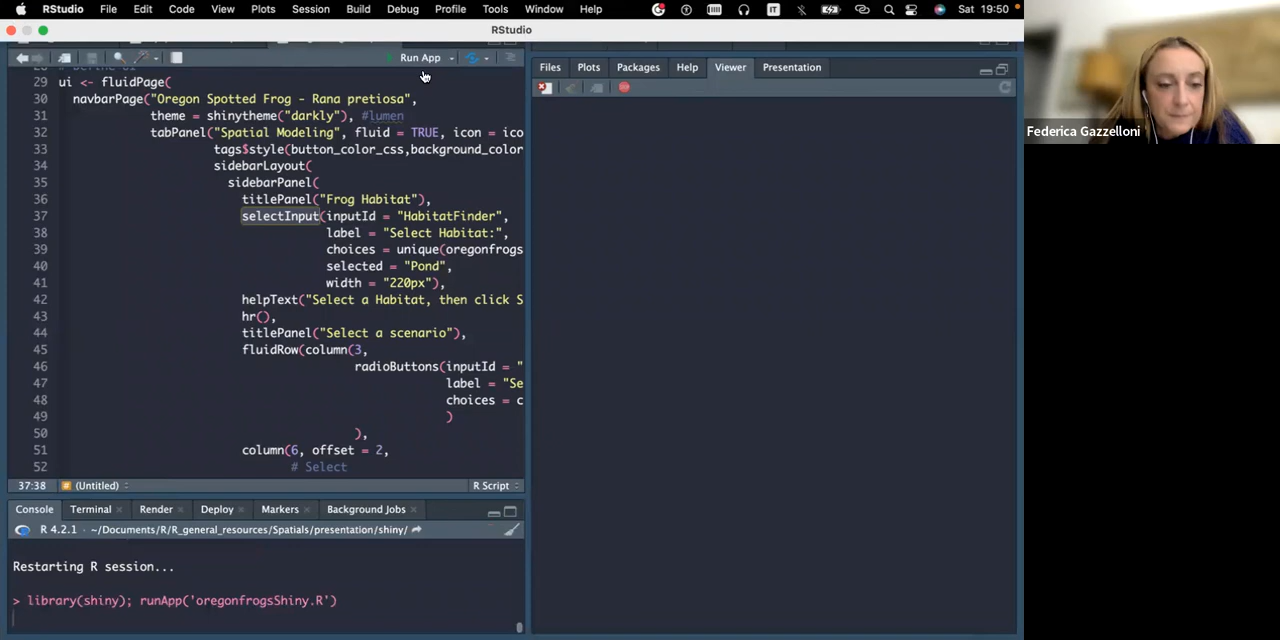 RStudio File Edit Code View Plots Session Build Debug Profile Tools Window Help IT Sat 19:50
RStudio
Run App
29 ui <- fluidPage(
30 navbarPage("Oregon Spotted Frog - Rana pretiosa",
31 theme = shinytheme("darkly"), #lumen
32 tabPanel("Spatial Modeling", fluid = TRUE, icon = ico
33 tags$style(button_color_css,background_color
34 sidebarLayout(
35 sidebarPanel(
36 titlePanel("Frog Habitat"),
37 selectInput(inputId = "HabitatFinder",
38 label = "Select Habitat:",
39 choices = unique(oregonfrogs
40 selected = "Pond",
41 width = "220px"),
42 helpText("Select a Habitat, then click S
43 hr(),
44 titlePanel("Select a scenario"),
45 fluidRow(column(3,
46 radioButtons(inputId = "
47 label = "Se
48 choices = c
49 )
50 ),
51 column(6, offset = 2,
52 # Select
37:38 # (Untitled) R Script
Console Terminal Render Deploy Markers Background Jobs
R 4.2.1 · ~/Documents/R/R_general_resources/Spatials/presentation/shiny/
Restarting R session...
> library(shiny); runApp('oregonfrogsShiny.R')
Files Plots Packages Help Viewer Presentation
Federica Gazzelloni